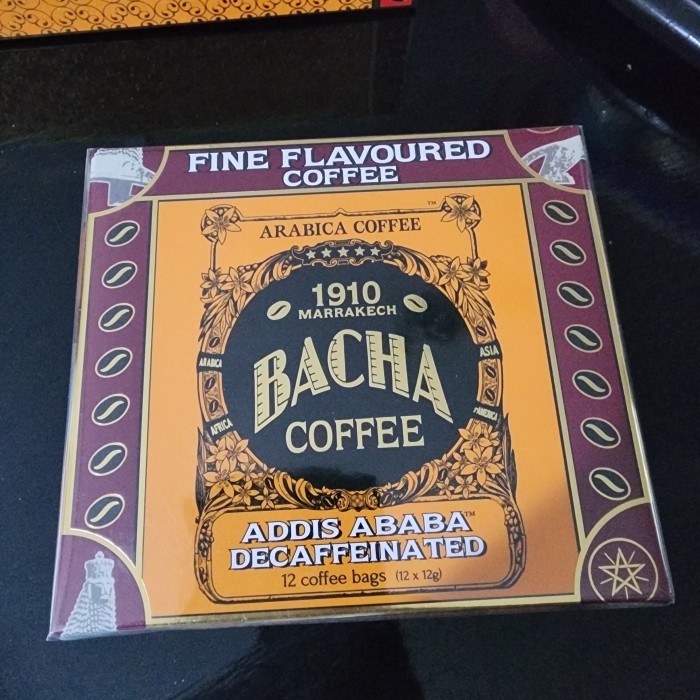 FINE FLAVOURED
COFFEE
™
ARABICA COFFEE
1910
MARRAKECH
BACHA
COFFEE
ARABICA
ASIA
AFRICA
S. AMERICA
ADDIS ABABA™
DECAFFEINATED
12 coffee bags (12 x 12g)